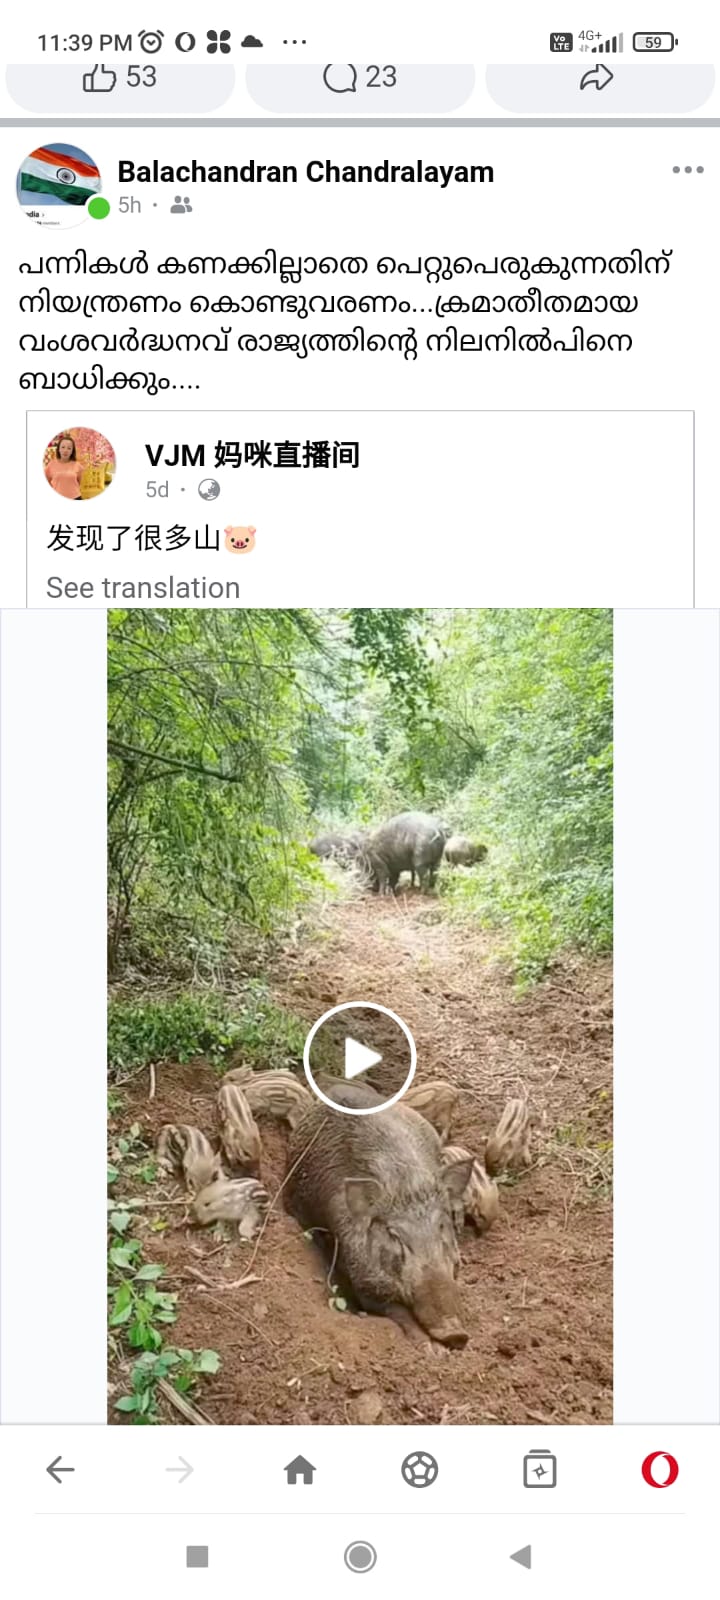 11:39 PM
Vo LTE 4G+ 59
53 23
Balachandran Chandralayam
5h
പന്നികൾ കണക്കില്ലാതെ പെറ്റുപെരുകുന്നതിന്
നിയന്ത്രണം കൊണ്ടുവരണം...ക്രമാതീതമായ
വംശവർദ്ധനവ് രാജ്യത്തിന്റെ നിലനിൽപിനെ
ബാധിക്കും....
VJM 妈咪直播间
5d
发现了很多山🐷
See translation